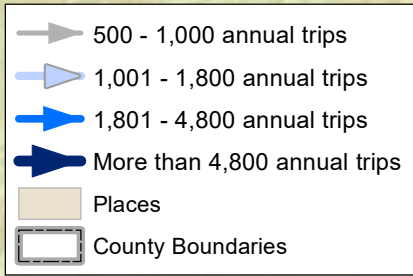 500 - 1,000 annual trips
1,001 - 1,800 annual trips
1,801 - 4,800 annual trips
More than 4,800 annual trips
Places
County Boundaries